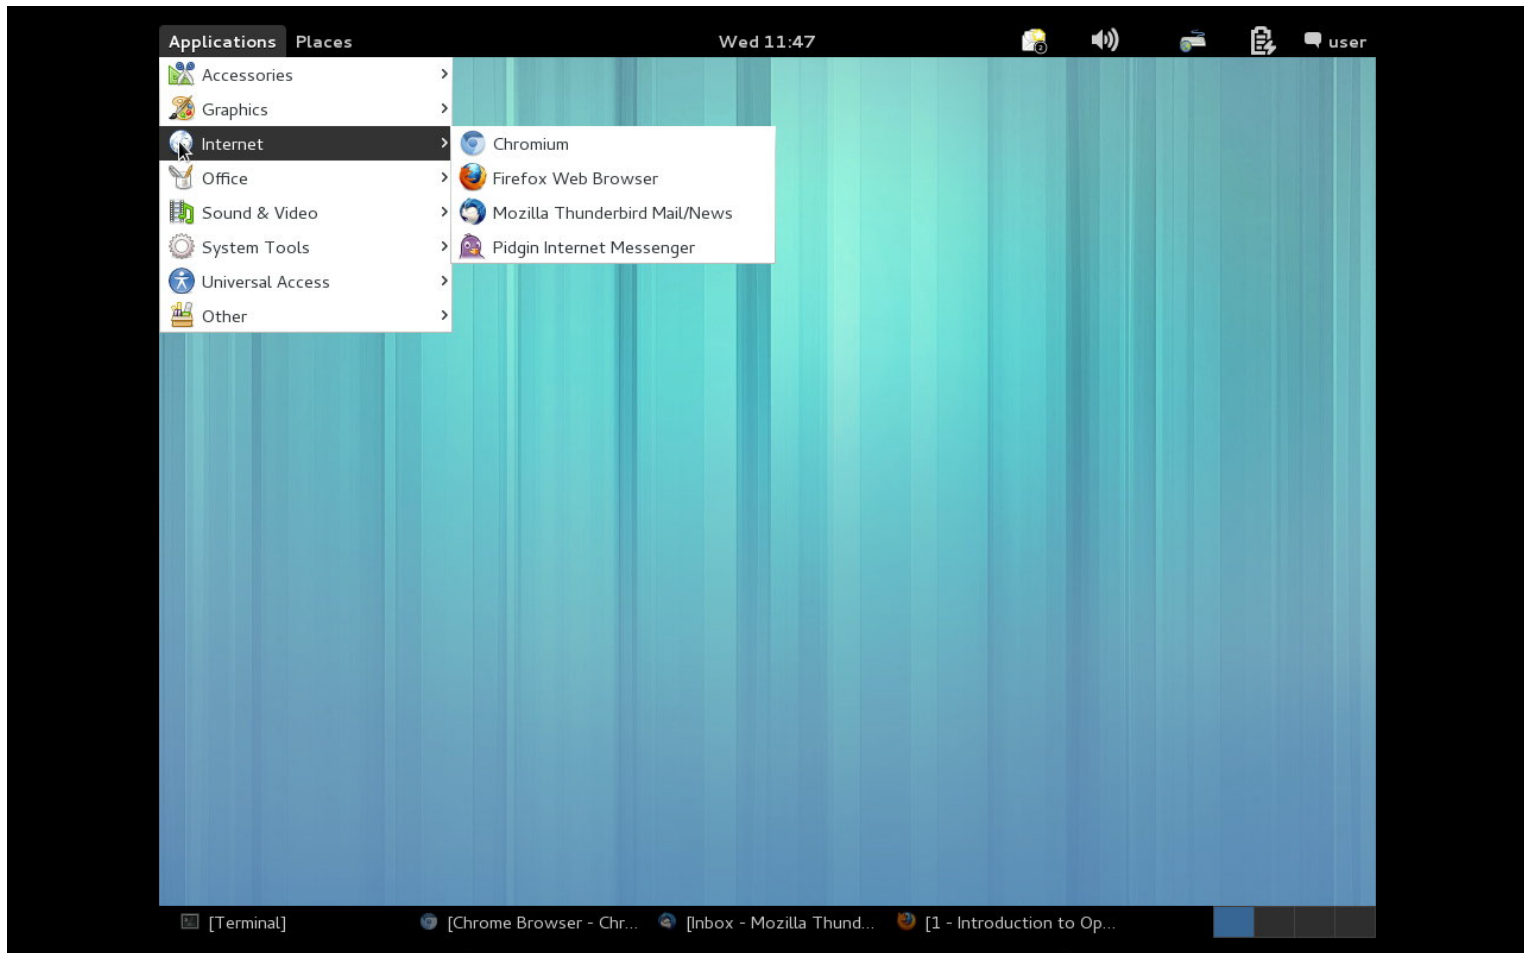 Applications Places Wed 11:47 2 user
Accessories
Graphics
Internet
Chromium
Office
Firefox Web Browser
Sound & Video
Mozilla Thunderbird Mail/News
System Tools
Pidgin Internet Messenger
Universal Access
Other
[Terminal] [Chrome Browser - Chr... [Inbox - Mozilla Thund... [1 - Introduction to Op...